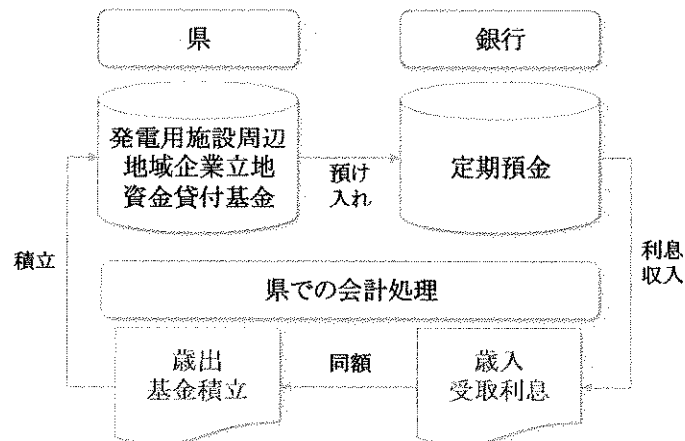 県
銀行
発電用施設周辺
地域企業立地
資金貸付基金
預け
入れ
定期預金
積立
利息
収入
県での会計処理
歳出
基金積立
同額
歳入
受取利息